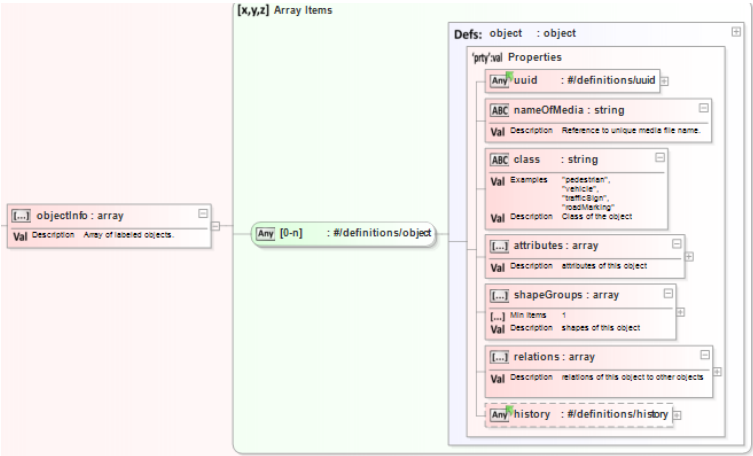 [x,y,z] Array Items
Defs: object : object
'prty':val Properties
Any uuid : #/definitions/uuid
ABC nameOfMedia : string
Val Description Reference to unique media file name.
ABC class : string
Val Examples "pedestrian",
"vehicle",
"trafficSign",
"roadMarking"
Val Description Class of the object
[...] objectInfo : array
Val Description Array of labeled objects.
Any [0-n] : #/definitions/object
[...] attributes : array
Val Description attributes of this object
[...] shapeGroups : array
[...] Min Items 1
Val Description shapes of this object
[...] relations : array
Val Description relations of this object to other objects
Any history : #/definitions/history